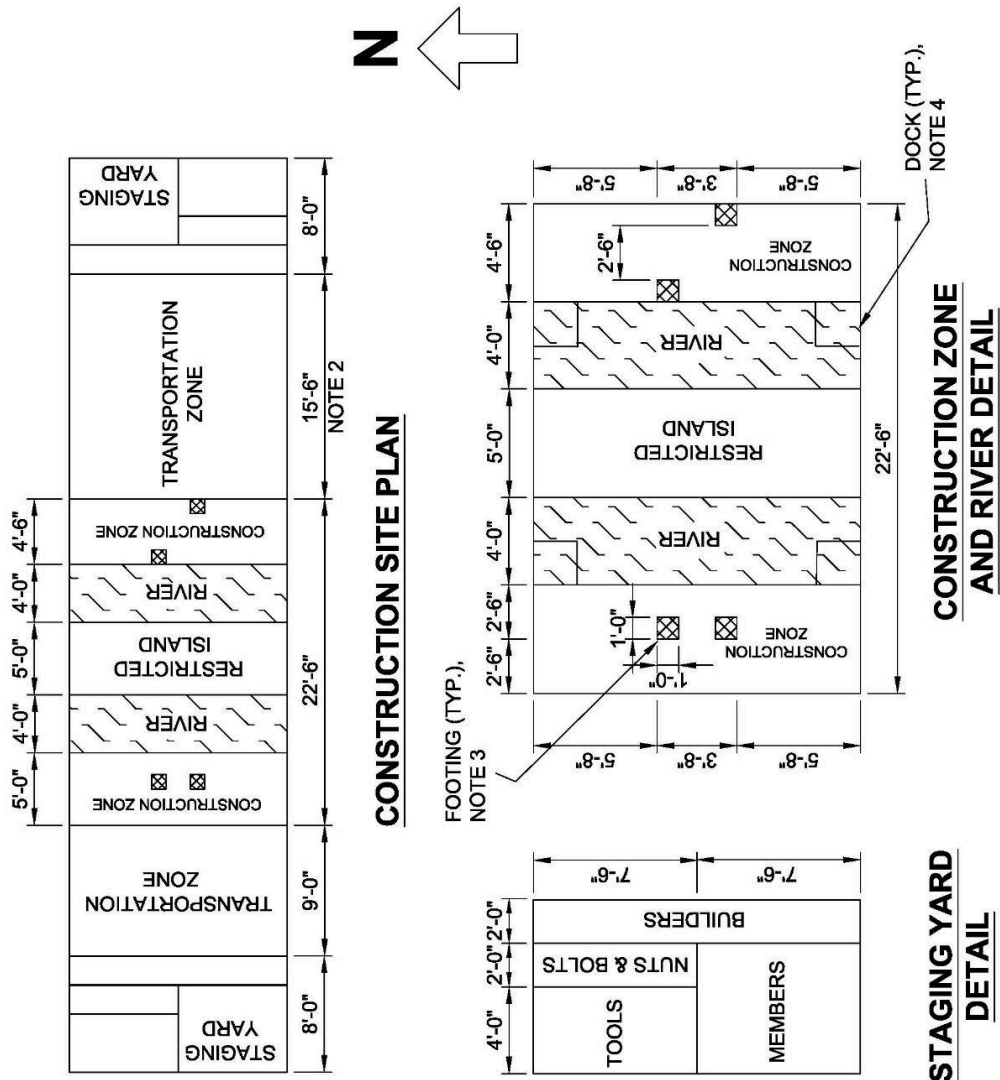 N
STAGING
YARD
8'-0"
TRANSPORTATION
ZONE
15'-6"
NOTE 2
4'-6"
CONSTRUCTION ZONE
4'-0"
RIVER
5'-0"
RESTRICTED
ISLAND
22'-6"
4'-0"
RIVER
5'-0"
CONSTRUCTION ZONE
TRANSPORTATION
ZONE
9'-0"
STAGING
YARD
8'-0"
CONSTRUCTION SITE PLAN
5'-8"
3'-8"
5'-8"
4'-6"
2'-6"
CONSTRUCTION
ZONE
4'-0"
RIVER
5'-0"
RESTRICTED
ISLAND
4'-0"
RIVER
2'-6"
2'-6"
1'-0"
1'-0"
CONSTRUCTION
ZONE
22'-6"
5'-8"
3'-8"
5'-8"
DOCK (TYP.),
NOTE 4
FOOTING (TYP.),
NOTE 3
CONSTRUCTION ZONE
AND RIVER DETAIL
7'-6"
7'-6"
2'-0"
BUILDERS
2'-0"
NUTS & BOLTS
4'-0"
TOOLS
MEMBERS
STAGING YARD
DETAIL